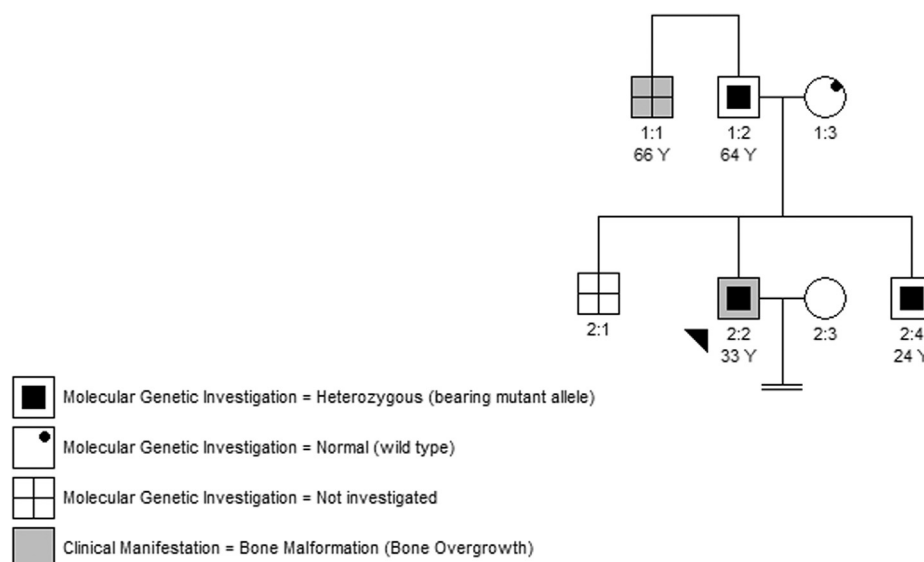 1:1
66 Y
1:2
64 Y
1:3
2:1
2:2
33 Y
2:3
2:4
24 Y
Molecular Genetic Investigation = Heterozygous (bearing mutant allele)
Molecular Genetic Investigation = Normal (wild type)
Molecular Genetic Investigation = Not investigated
Clinical Manifestation = Bone Malformation (Bone Overgrowth)